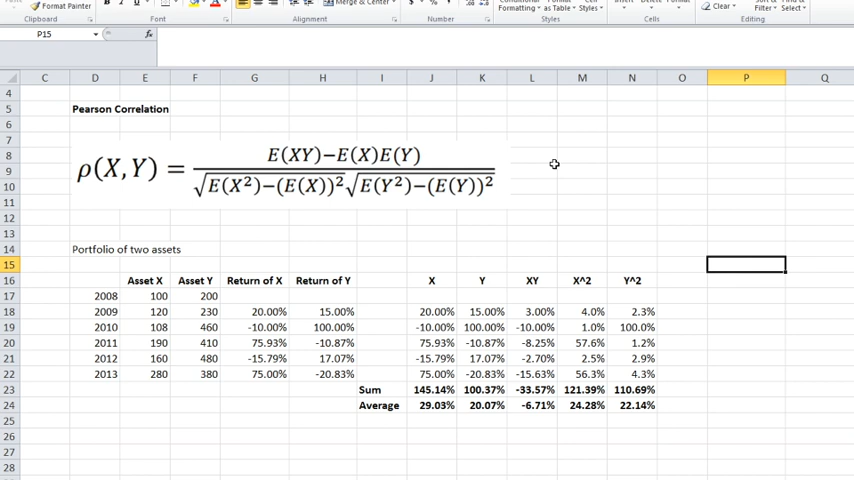 Format Painter
Merge & Center
Conditional Formatting
Format as Table
Cell Styles
Insert Delete Format
Clear
Sort & Filter
Find & Select
Clipboard Font Alignment Number Styles Cells Editing
P15 fx
C D E F G H I J K L M N O P Q
4
5 Pearson Correlation
6
7
8 ρ(X,Y) = E(XY)−E(X)E(Y)
9
10 √E(X²)−(E(X))² √E(Y²)−(E(Y))²
11
12
13
14 Portfolio of two assets
15
16 Asset X Asset Y Return of X Return of Y X Y XY X^2 Y^2
17 2008 100 200
18 2009 120 230 20.00% 15.00% 20.00% 15.00% 3.00% 4.0% 2.3%
19 2010 108 460 -10.00% 100.00% -10.00% 100.00% -10.00% 1.0% 100.0%
20 2011 190 410 75.93% -10.87% 75.93% -10.87% -8.25% 57.6% 1.2%
21 2012 160 480 -15.79% 17.07% -15.79% 17.07% -2.70% 2.5% 2.9%
22 2013 280 380 75.00% -20.83% 75.00% -20.83% -15.63% 56.3% 4.3%
23 Sum 145.14% 100.37% -33.57% 121.39% 110.69%
24 Average 29.03% 20.07% -6.71% 24.28% 22.14%
25
26
27
28